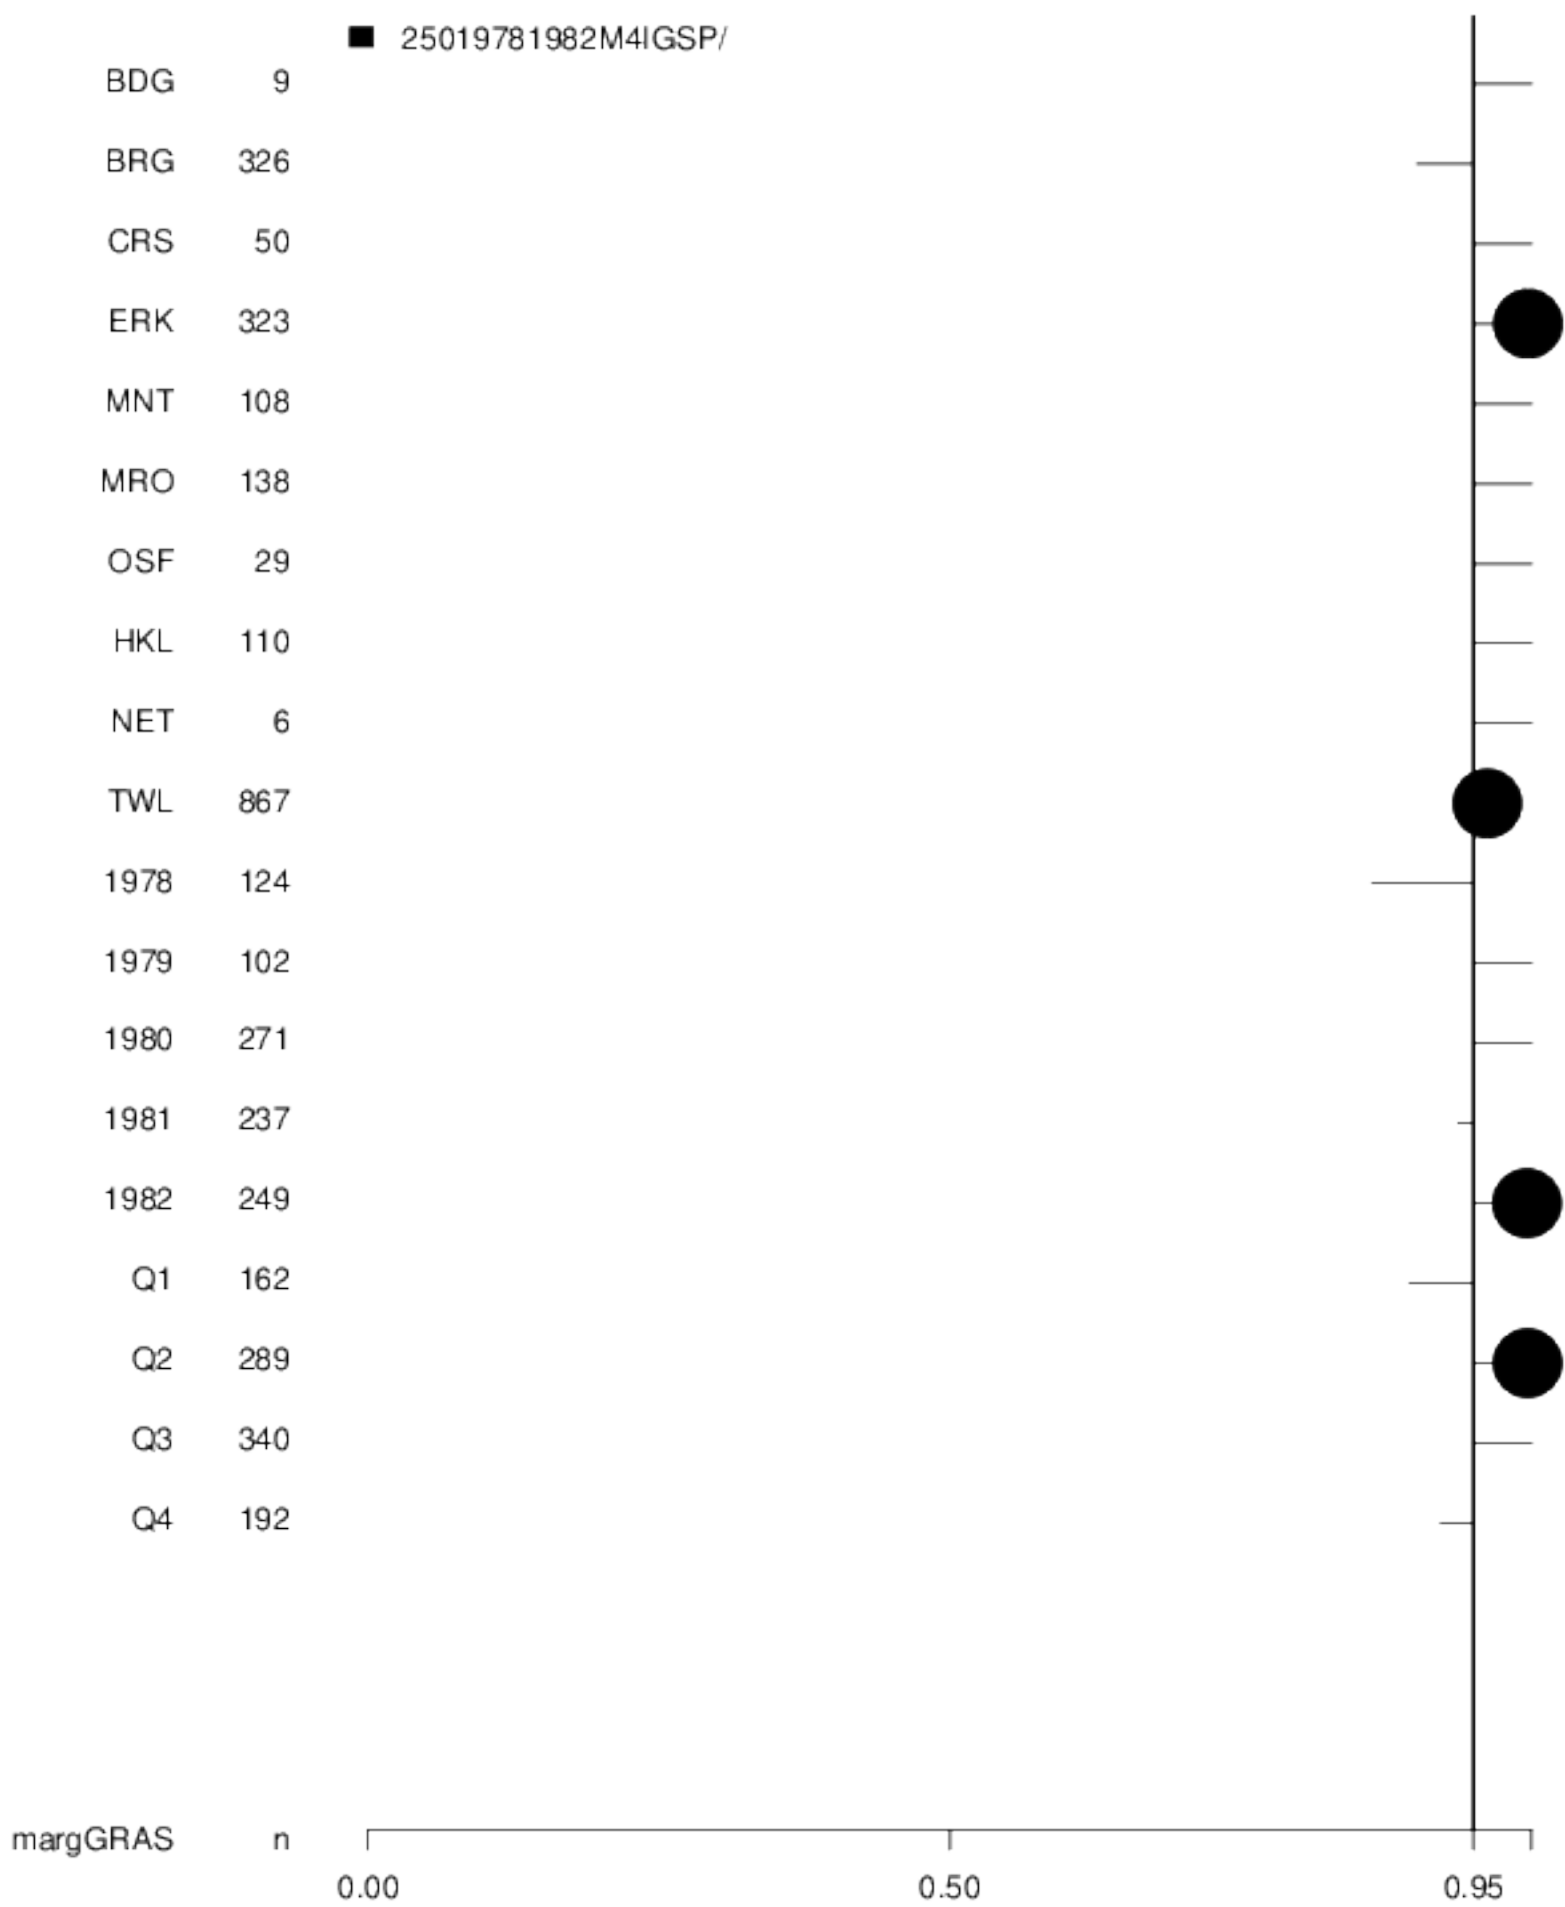 25019781982M4IGSP/
BDG 9
BRG 326
CRS 50
ERK 323
MNT 108
MRO 138
OSF 29
HKL 110
NET 6
TWL 867
1978 124
1979 102
1980 271
1981 237
1982 249
Q1 162
Q2 289
Q3 340
Q4 192
margGRAS n
0.00 0.50 0.95